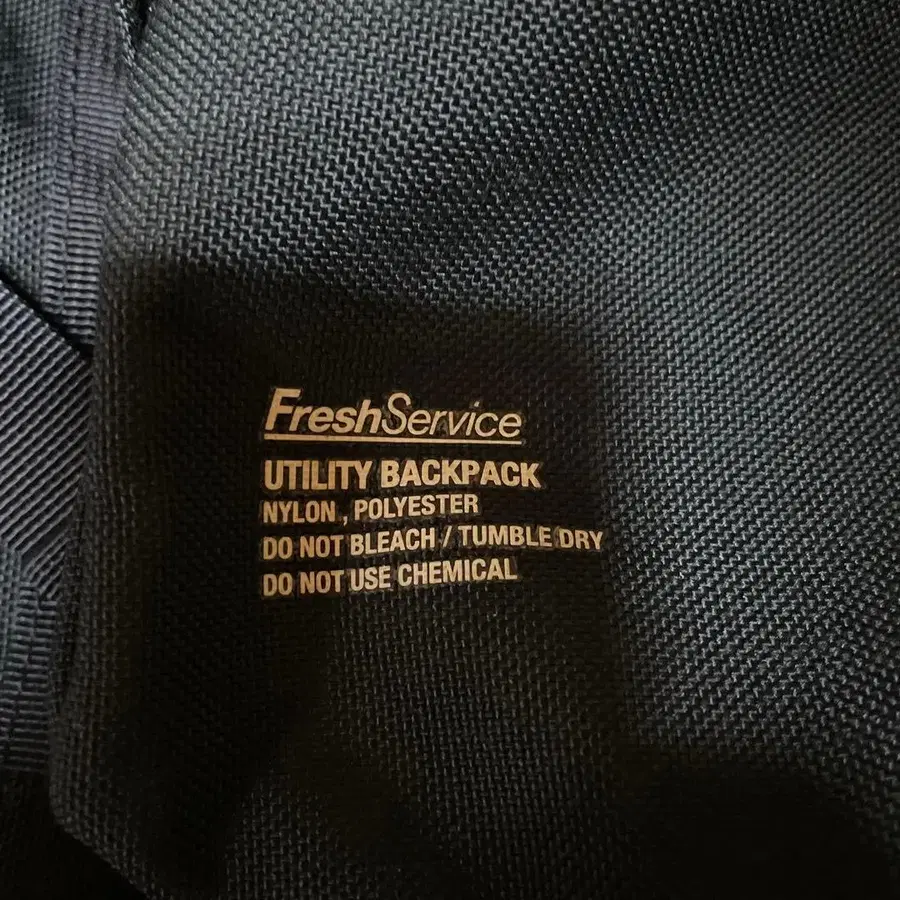 FreshService
UTILITY BACKPACK
NYLON , POLYESTER
DO NOT BLEACH / TUMBLE DRY
DO NOT USE CHEMICAL